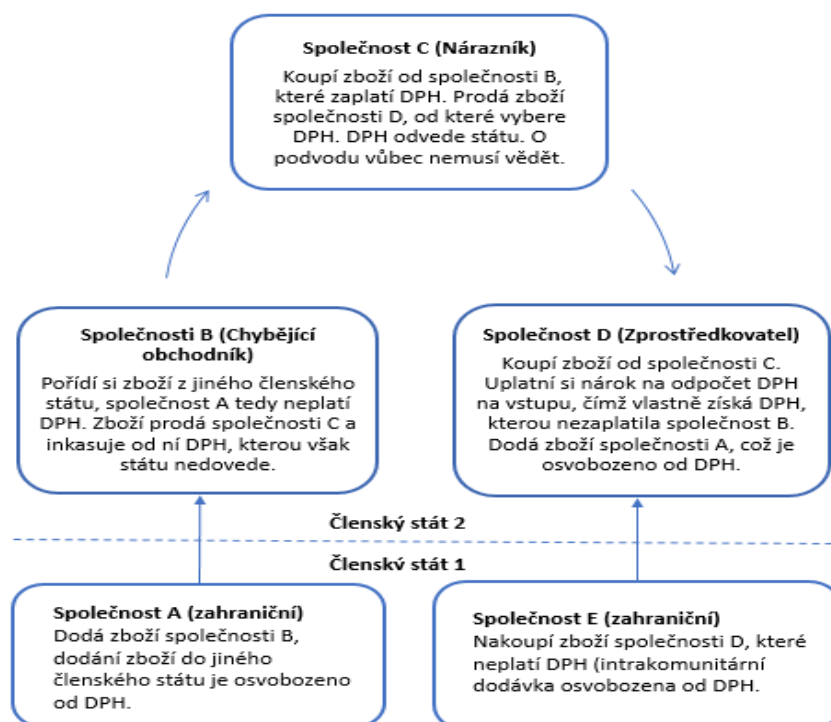 Společnost C (Nárazník)
Koupí zboží od společnosti B,
které zaplatí DPH. Prodá zboží
společnosti D, od které vybere
DPH. DPH odvede státu. O
podvodu vůbec nemusí vědět.
Společnosti B (Chybějící
obchodník)
Pořídí si zboží z jiného členského
státu, společnost A tedy neplatí
DPH. Zboží prodá společnosti C a
inkasuje od ní DPH, kterou však
státu nedovede.
Společnost D (Zprostředkovatel)
Koupí zboží od společnosti C.
Uplatní si nárok na odpočet DPH
na vstupu, čímž vlastně získá DPH,
kterou nezaplatila společnost B.
Dodá zboží společnosti A, což je
osvobozeno od DPH.
Členský stát 2
Členský stát 1
Společnost A (zahraniční)
Dodá zboží společnosti B,
dodání zboží do jiného
členského státu je osvobozeno
od DPH.
Společnost E (zahraniční)
Nakoupí zboží společnosti D, které
neplatí DPH (intrakomunitární
dodávka osvobozena od DPH.